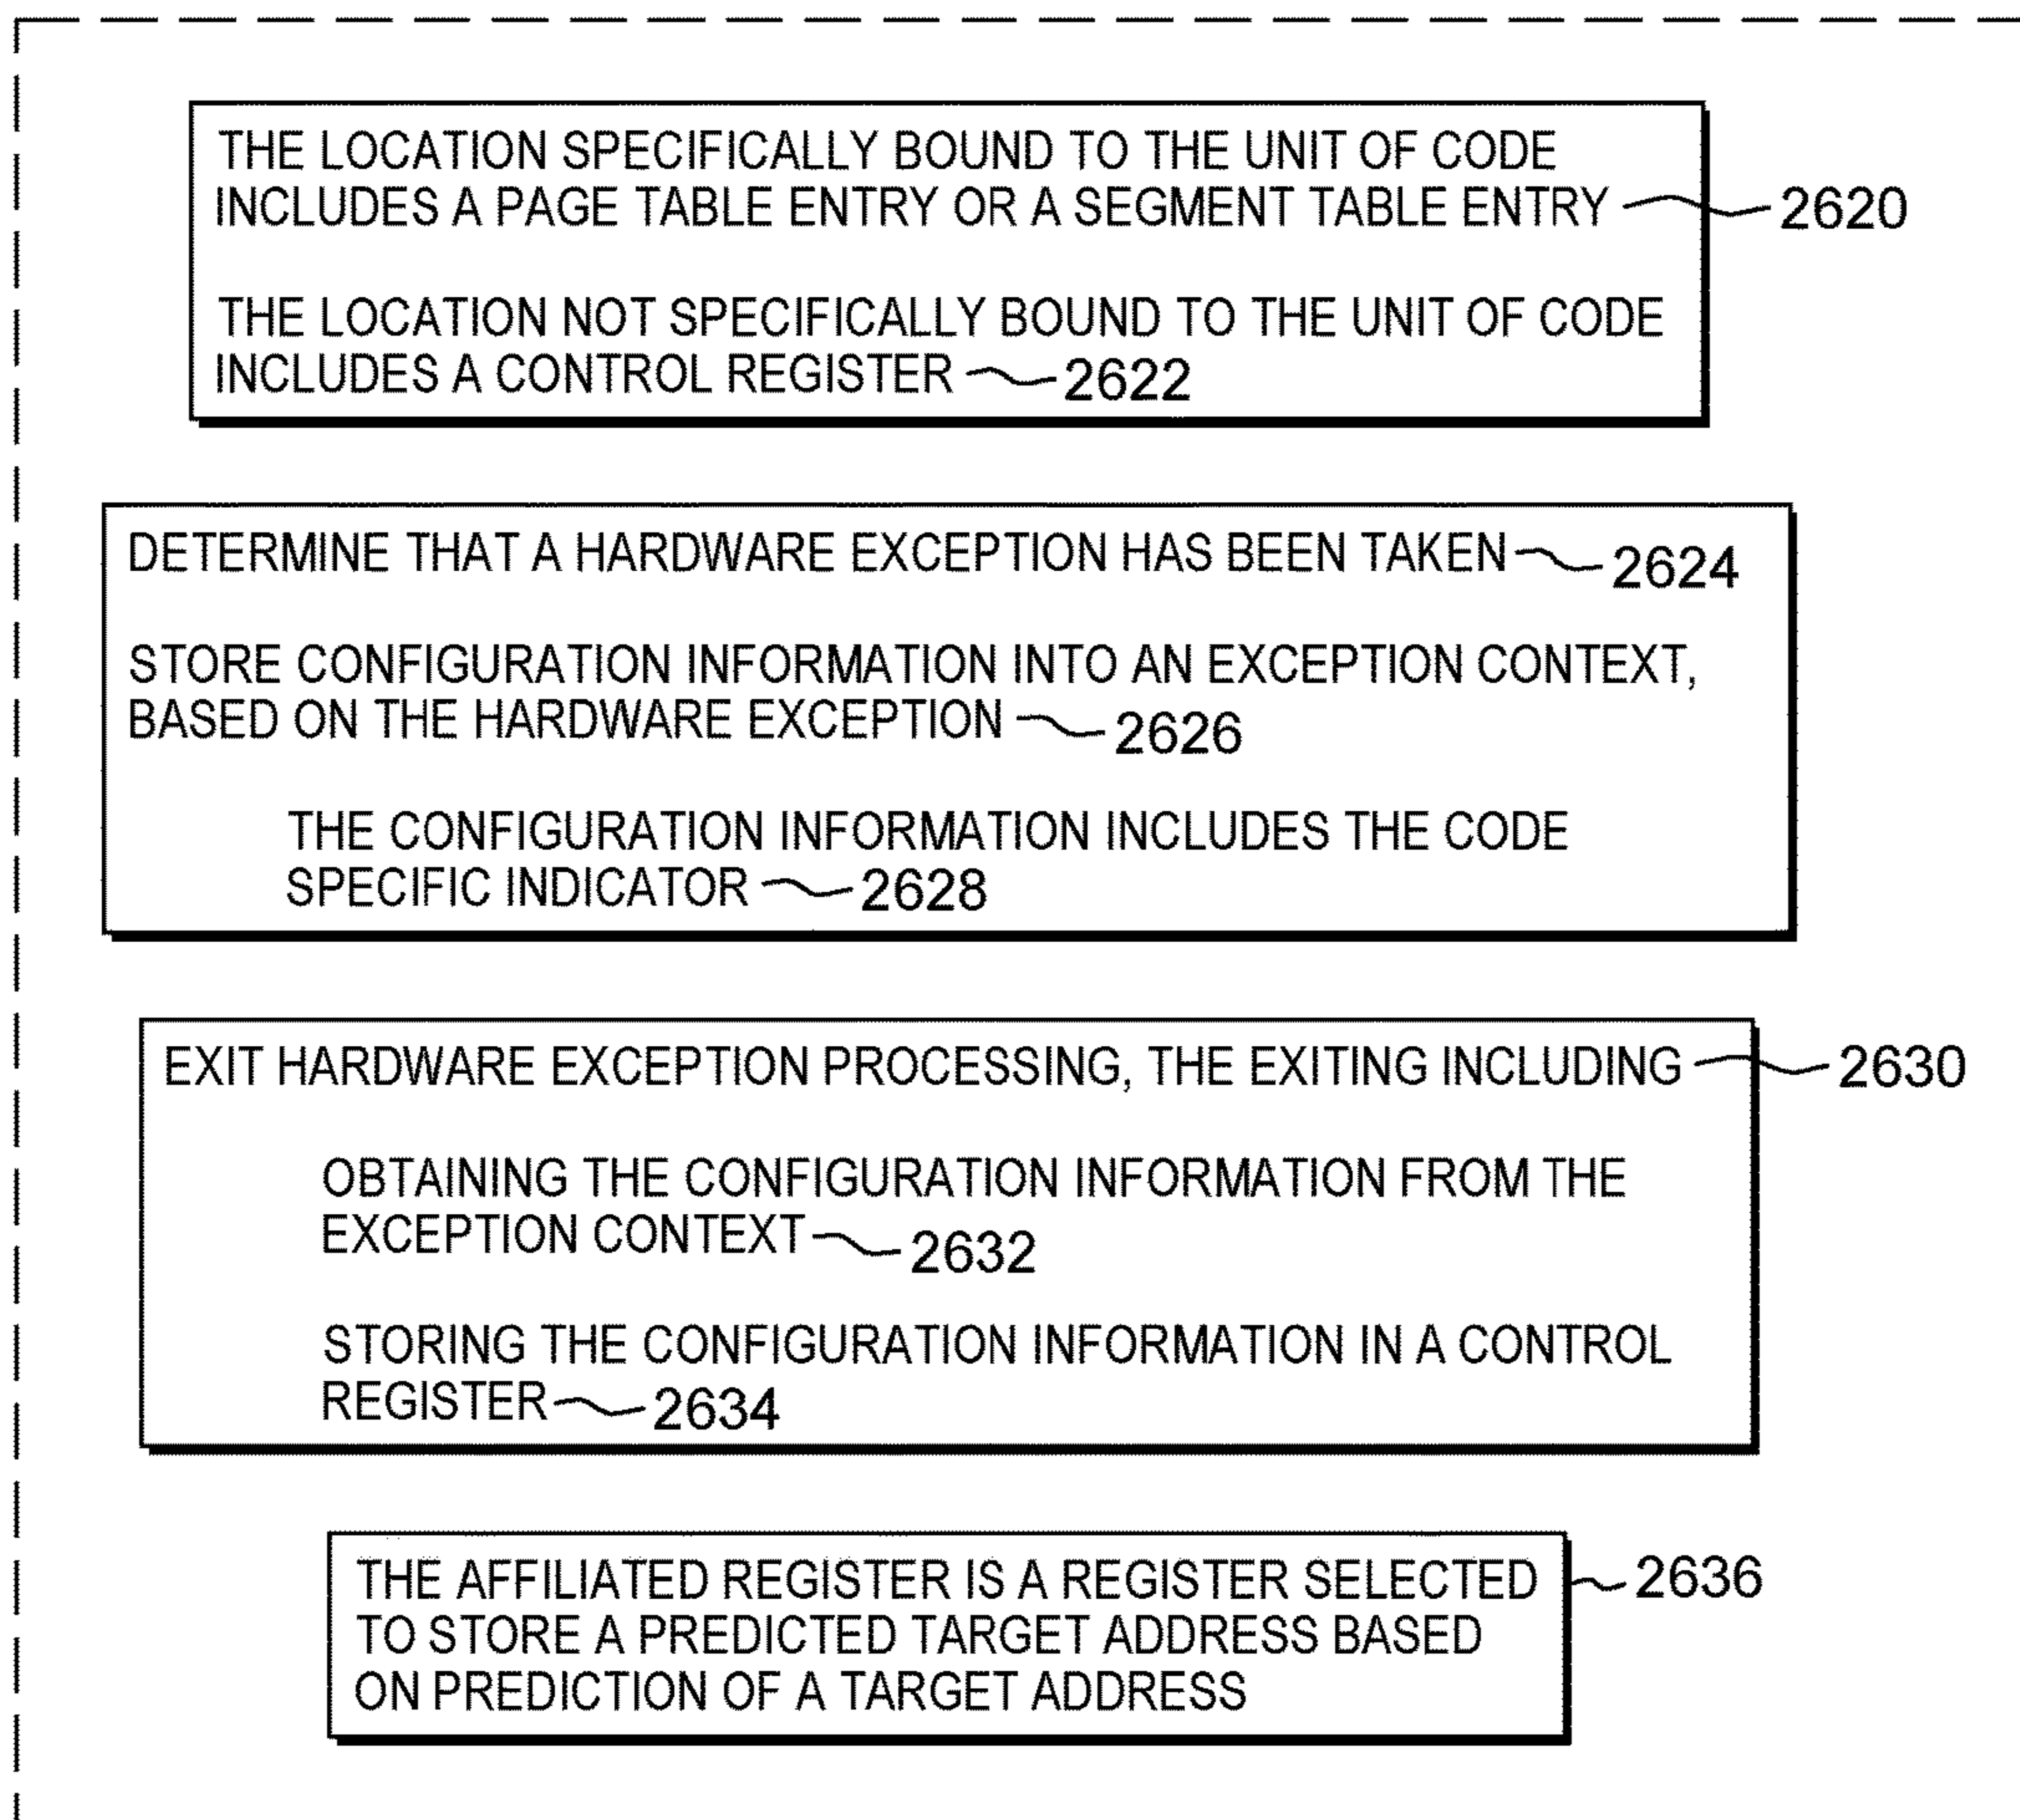 THE LOCATION SPECIFICALLY BOUND TO THE UNIT OF CODE
INCLUDES A PAGE TABLE ENTRY OR A SEGMENT TABLE ENTRY 2620
THE LOCATION NOT SPECIFICALLY BOUND TO THE UNIT OF CODE
INCLUDES A CONTROL REGISTER 2622
DETERMINE THAT A HARDWARE EXCEPTION HAS BEEN TAKEN 2624
STORE CONFIGURATION INFORMATION INTO AN EXCEPTION CONTEXT,
BASED ON THE HARDWARE EXCEPTION 2626
THE CONFIGURATION INFORMATION INCLUDES THE CODE
SPECIFIC INDICATOR 2628
EXIT HARDWARE EXCEPTION PROCESSING, THE EXITING INCLUDING 2630
OBTAINING THE CONFIGURATION INFORMATION FROM THE
EXCEPTION CONTEXT 2632
STORING THE CONFIGURATION INFORMATION IN A CONTROL
REGISTER 2634
THE AFFILIATED REGISTER IS A REGISTER SELECTED 2636
TO STORE A PREDICTED TARGET ADDRESS BASED
ON PREDICTION OF A TARGET ADDRESS